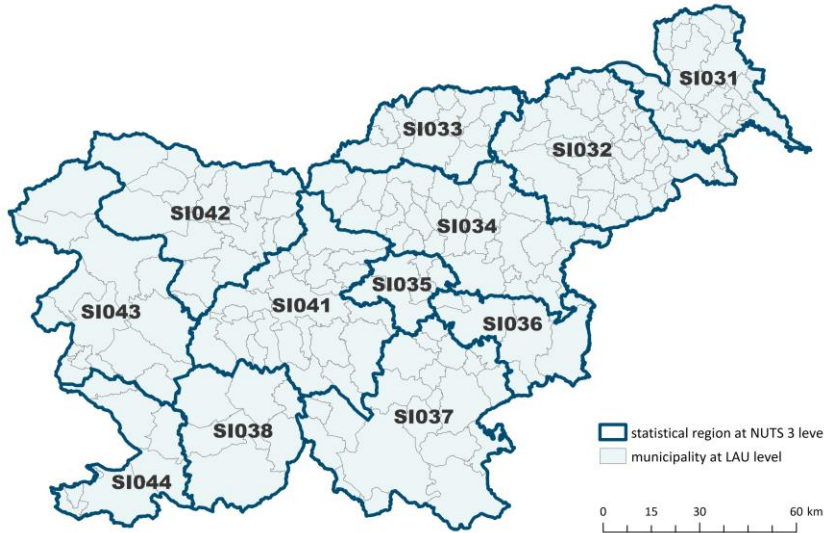 SI031
SI033
SI032
SI042
SI034
SI035
SI043
SI041
SI036
SI037
SI038
SI044
statistical region at NUTS 3 leve
municipality at LAU level
0 15 30 60 km